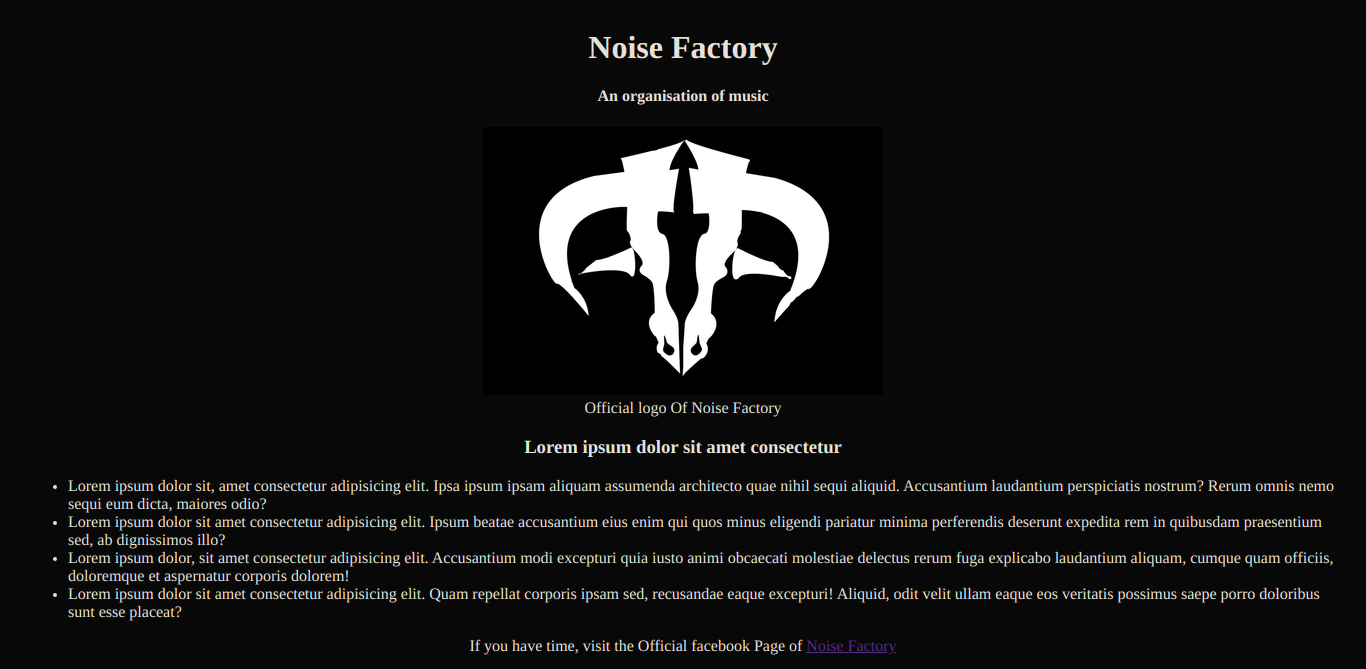 Noise Factory
An organisation of music
Official logo Of Noise Factory
Lorem ipsum dolor sit amet consectetur
• Lorem ipsum dolor sit, amet consectetur adipisicing elit. Ipsa ipsum ipsam aliquam assumenda architecto quae nihil sequi aliquid. Accusantium laudantium perspiciatis nostrum? Rerum omnis nemo
sequi eum dicta, maiores odio?
• Lorem ipsum dolor sit amet consectetur adipisicing elit. Ipsum beatae accusantium eius enim qui quos minus eligendi pariatur minima perferendis deserunt expedita rem in quibusdam praesentium
sed, ab dignissimos illo?
• Lorem ipsum dolor, sit amet consectetur adipisicing elit. Accusantium modi excepturi quia iusto animi obcaecati molestiae delectus rerum fuga explicabo laudantium aliquam, cumque quam officiis,
doloremque et aspernatur corporis dolorem!
• Lorem ipsum dolor sit amet consectetur adipisicing elit. Quam repellat corporis ipsam sed, recusandae eaque excepturi! Aliquid, odit velit ullam eaque eos veritatis possimus saepe porro doloribus
sunt esse placeat?
If you have time, visit the Official facebook Page of Noise Factory